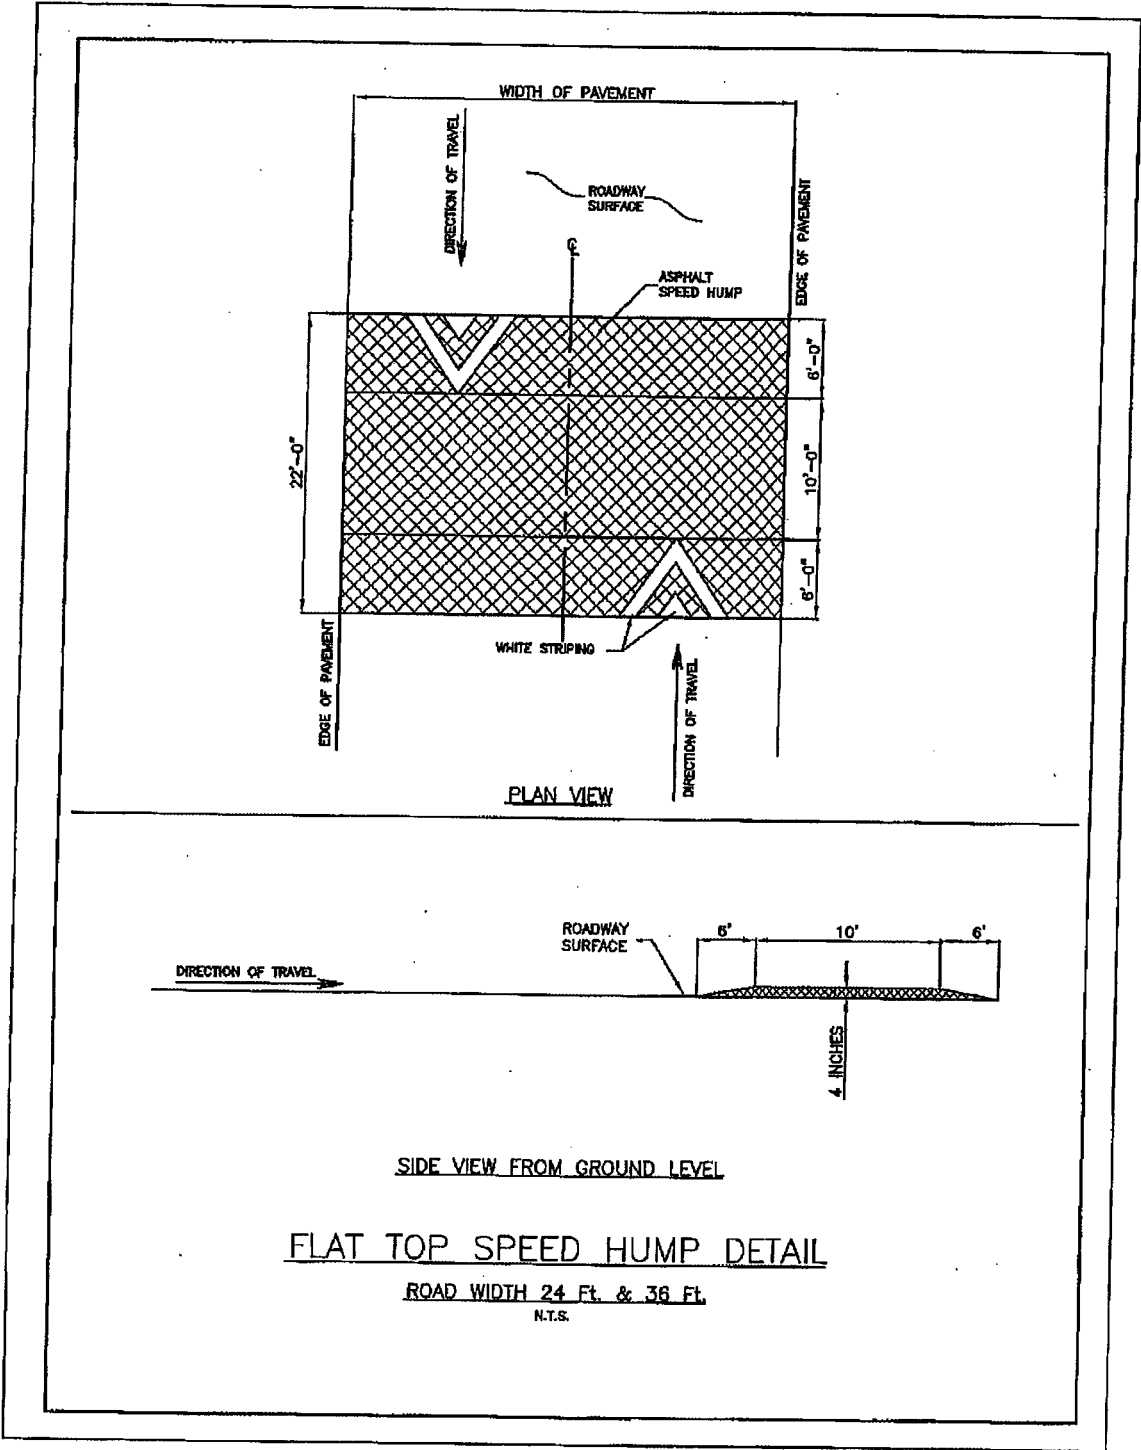 WIDTH OF PAVEMENT
DIRECTION OF TRAVEL
ROADWAY
SURFACE
EDGE OF PAVEMENT
℄
ASPHALT
SPEED HUMP
6'-0"
22'-0"
10'-0"
6'-0"
WHITE STRIPING
EDGE OF PAVEMENT
DIRECTION OF TRAVEL
PLAN VIEW
ROADWAY
SURFACE
6'
10'
6'
DIRECTION OF TRAVEL
4 INCHES
SIDE VIEW FROM GROUND LEVEL
FLAT TOP SPEED HUMP DETAIL
ROAD WIDTH 24 Ft. & 36 Ft.
N.T.S.